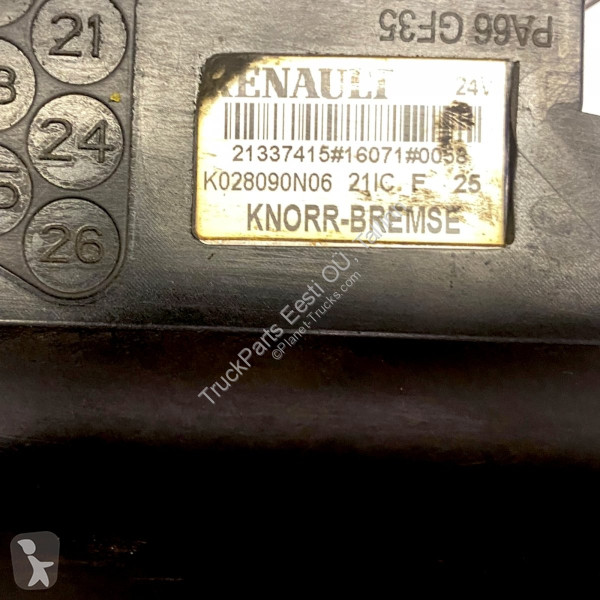 21
24
26
PA66 GF35
RENAULT 24V
21337415#16071#0058
K028090N06 21IC. E 25
KNORR-BREMSE
TruckParts Eesti OÜ,
©Planet-Trucks.com